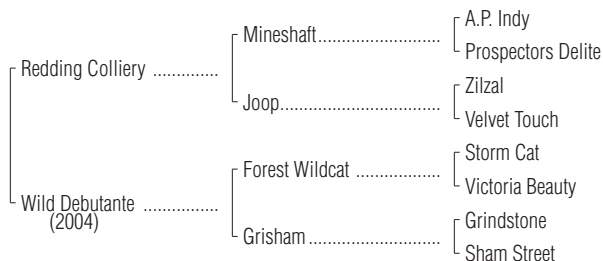 A.P. Indy
Mineshaft........................
Prospectors Delite
Redding Colliery .............
Zilzal
Joop................................
Velvet Touch
Storm Cat
Forest Wildcat .................
Victoria Beauty
Wild Debutante ...............
(2004)
Grindstone
Grisham..........................
Sham Street